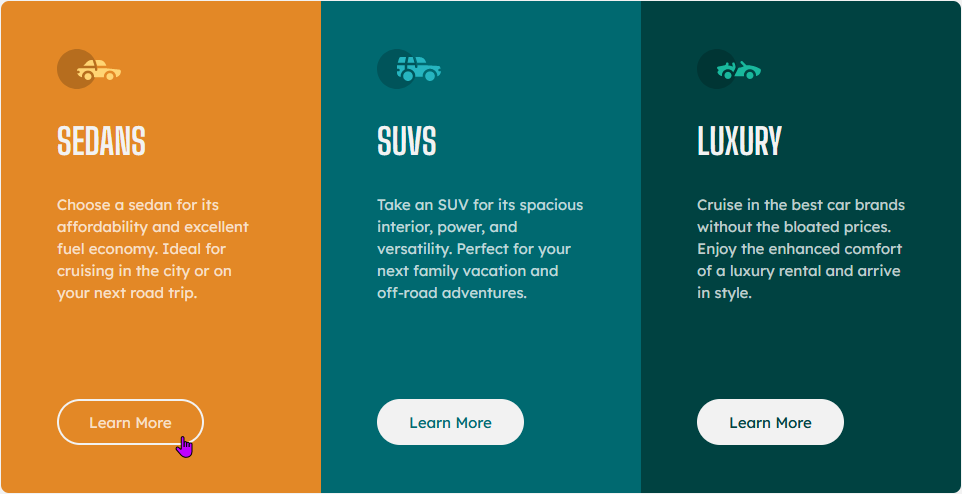 SEDANS
Choose a sedan for its
affordability and excellent
fuel economy. Ideal for
cruising in the city or on
your next road trip.
Learn More
SUVS
Take an SUV for its spacious
interior, power, and
versatility. Perfect for your
next family vacation and
off-road adventures.
Learn More
LUXURY
Cruise in the best car brands
without the bloated prices.
Enjoy the enhanced comfort
of a luxury rental and arrive
in style.
Learn More